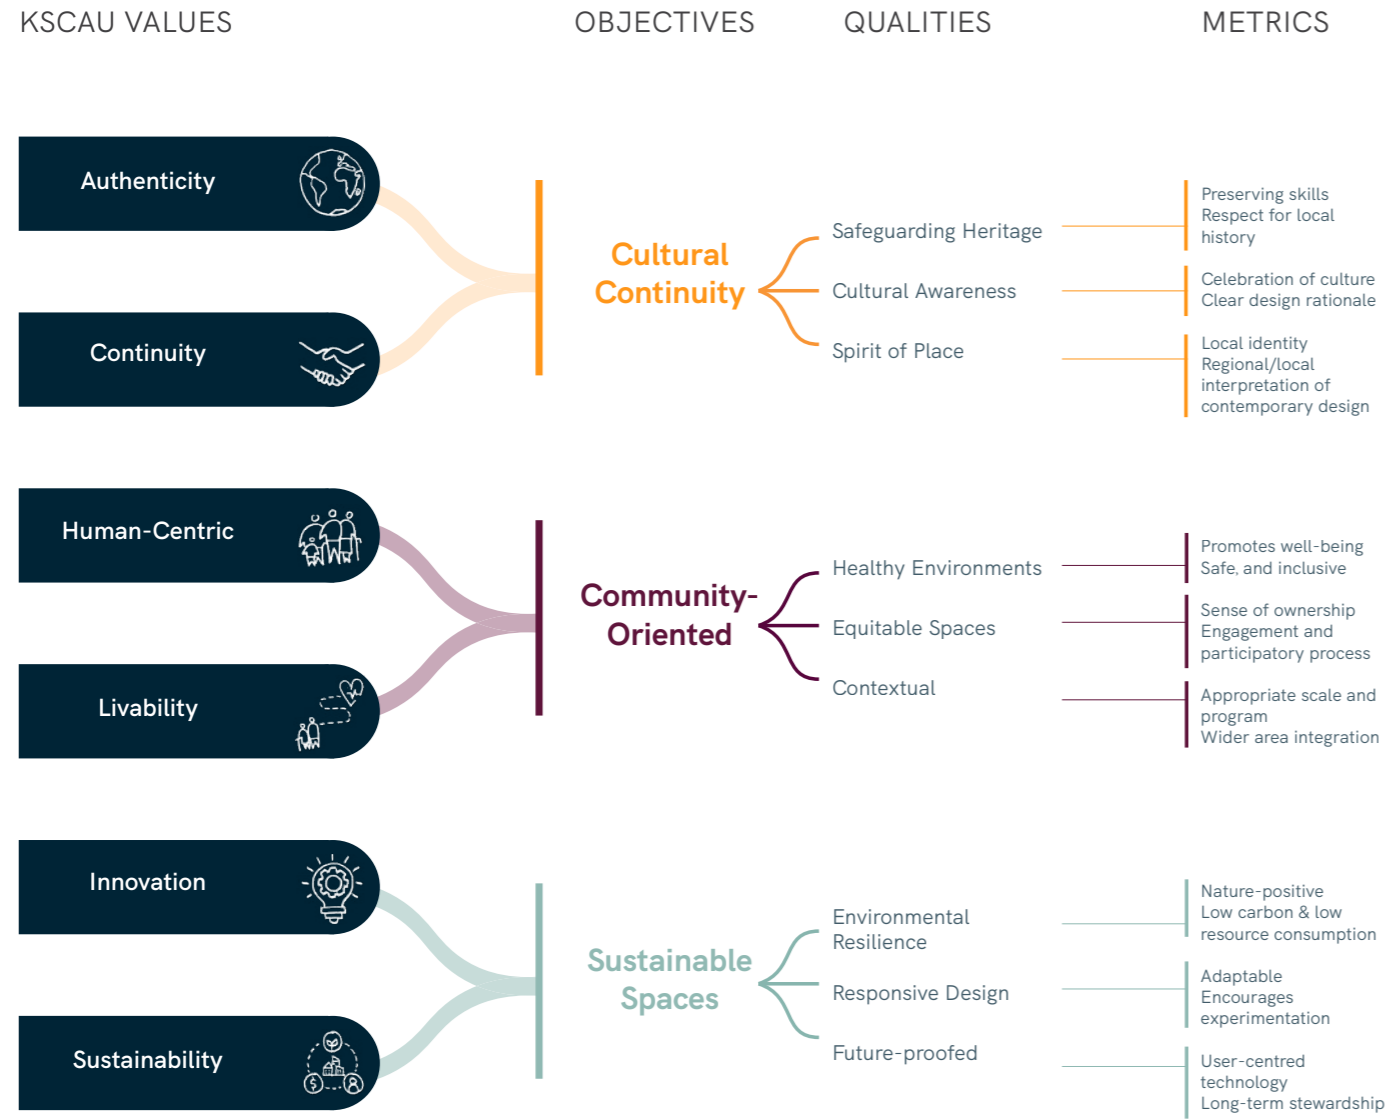 KSCAU VALUES
OBJECTIVES
QUALITIES
METRICS
Authenticity
Continuity
Cultural
Continuity
Safeguarding Heritage
Cultural Awareness
Spirit of Place
Preserving skills
Respect for local
history
Celebration of culture
Clear design rationale
Local identity
Regional/local
interpretation of
contemporary design
Human-Centric
Livability
Community-
Oriented
Healthy Environments
Equitable Spaces
Contextual
Promotes well-being
Safe, and inclusive
Sense of ownership
Engagement and
participatory process
Appropriate scale and
program
Wider area integration
Innovation
Sustainability
Sustainable
Spaces
Environmental
Resilience
Responsive Design
Future-proofed
Nature-positive
Low carbon & low
resource consumption
Adaptable
Encourages
experimentation
User-centred
technology
Long-term stewardship